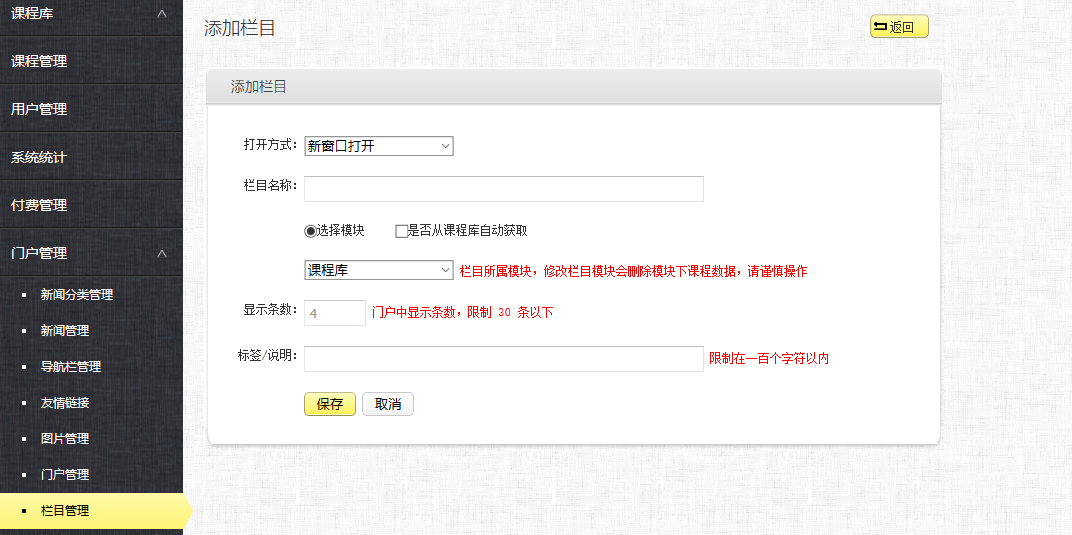 课程库
课程管理
用户管理
系统统计
付费管理
门户管理
新闻分类管理
新闻管理
导航栏管理
友情链接
图片管理
门户管理
栏目管理
添加栏目
返回
添加栏目
打开方式: 新窗口打开
栏目名称:
选择模块 是否从课程库自动获取
课程库 栏目所属模块，修改栏目模块会删除模块下课程数据，请谨慎操作
显示条数: 4 门户中显示条数，限制 30 条以下
标签/说明: 限制在一百个字符以内
保存 取消